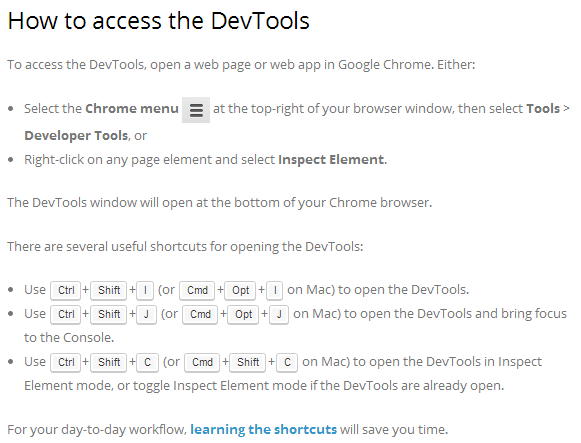 How to access the DevTools
To access the DevTools, open a web page or web app in Google Chrome. Either:
• Select the Chrome menu at the top-right of your browser window, then select Tools >
Developer Tools, or
• Right-click on any page element and select Inspect Element.
The DevTools window will open at the bottom of your Chrome browser.
There are several useful shortcuts for opening the DevTools:
• Use Ctrl + Shift + I (or Cmd + Opt + I on Mac) to open the DevTools.
• Use Ctrl + Shift + J (or Cmd + Opt + J on Mac) to open the DevTools and bring focus
to the Console.
• Use Ctrl + Shift + C (or Cmd + Shift + C on Mac) to open the DevTools in Inspect
Element mode, or toggle Inspect Element mode if the DevTools are already open.
For your day-to-day workflow, learning the shortcuts will save you time.